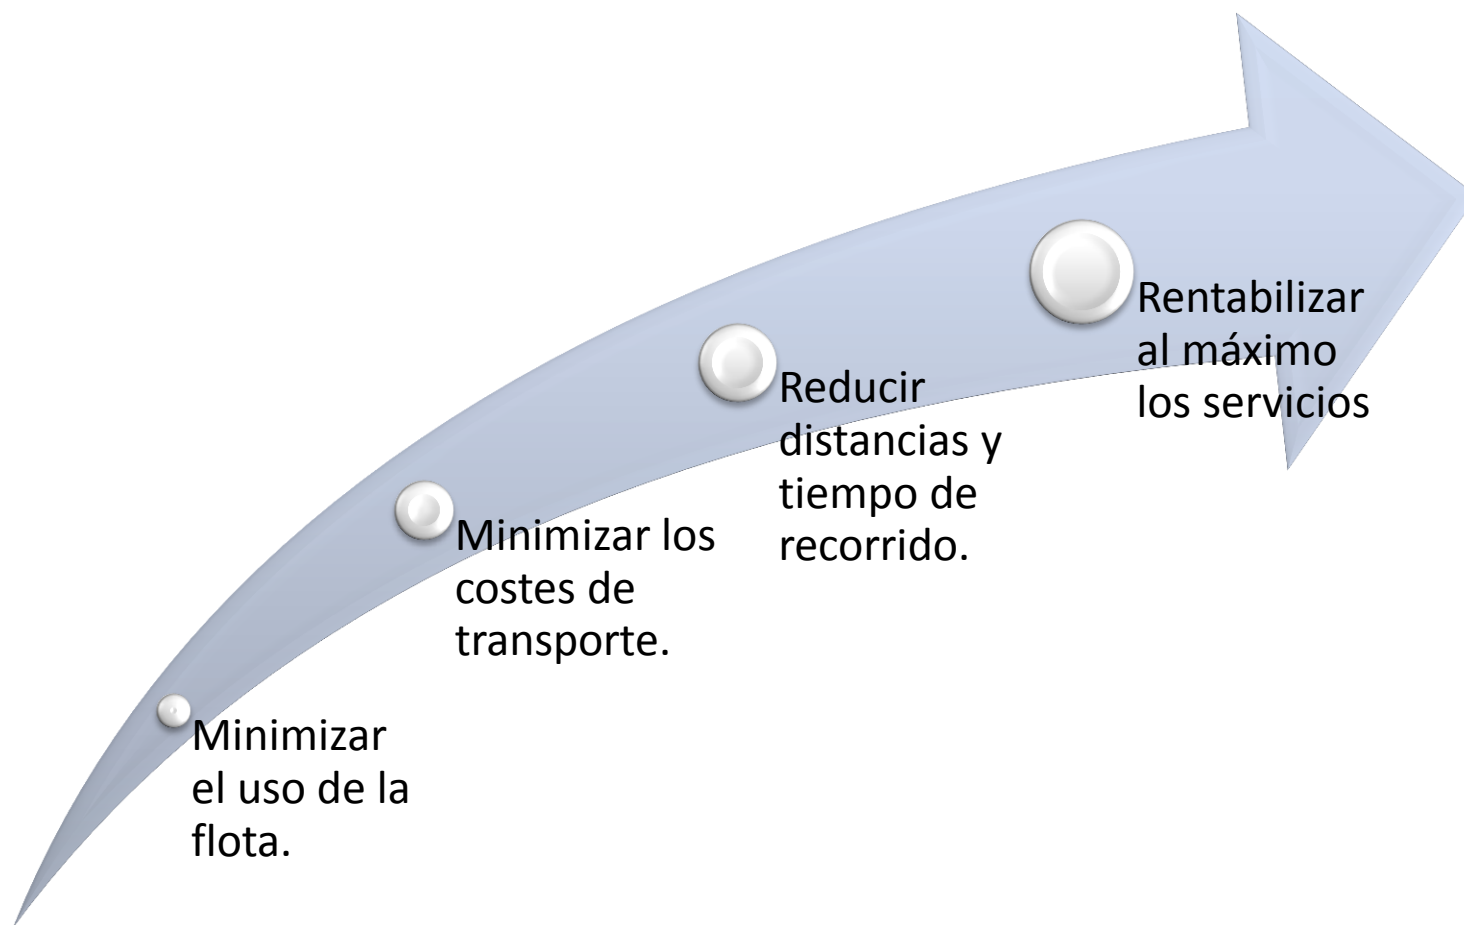 Minimizar
el uso de la
flota.
Minimizar los
costes de
transporte.
Reducir
distancias y
tiempo de
recorrido.
Rentabilizar
al máximo
los servicios